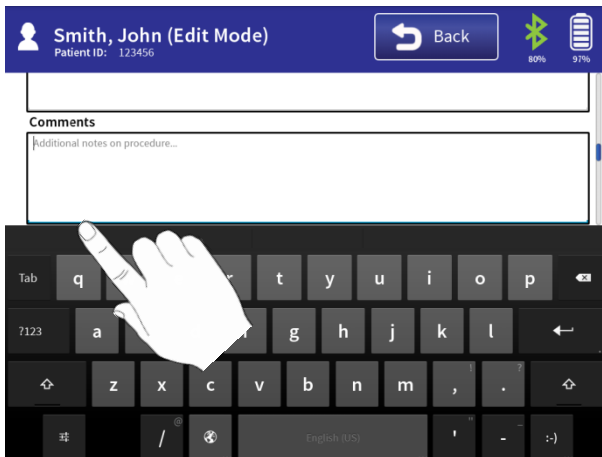 Smith, John (Edit Mode)
Patient ID: 123456
Back
80%
97%
Comments
Additional notes on procedure...
Tab q r t y u i o p
?123 a g h j k l
z x c v b n m , ! . ?
/ @ English (US) ' " - _ :-)